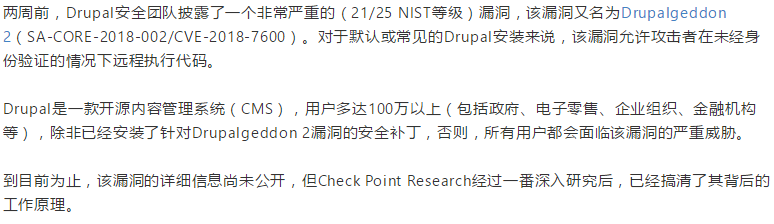 两周前，Drupal安全团队披露了一个非常严重的（21/25 NIST等级）漏洞，该漏洞又名为Drupalgeddon
2（SA-CORE-2018-002/CVE-2018-7600）。对于默认或常见的Drupal安装来说，该漏洞允许攻击者在未经身
份验证的情况下远程执行代码。
Drupal是一款开源内容管理系统（CMS），用户多达100万以上（包括政府、电子零售、企业组织、金融机构
等），除非已经安装了针对Drupalgeddon 2漏洞的安全补丁，否则，所有用户都会面临该漏洞的严重威胁。
到目前为止，该漏洞的详细信息尚未公开，但Check Point Research经过一番深入研究后，已经搞清了其背后的
工作原理。